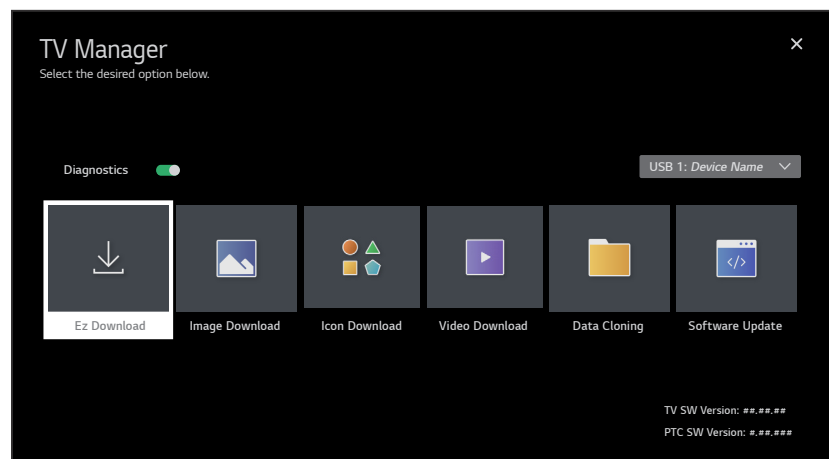 TV Manager
Select the desired option below.
Diagnostics
USB 1: Device Name
Ez Download
Image Download
Icon Download
Video Download
Data Cloning
Software Update
TV SW Version: ##.##.##
PTC SW Version: #.##.###